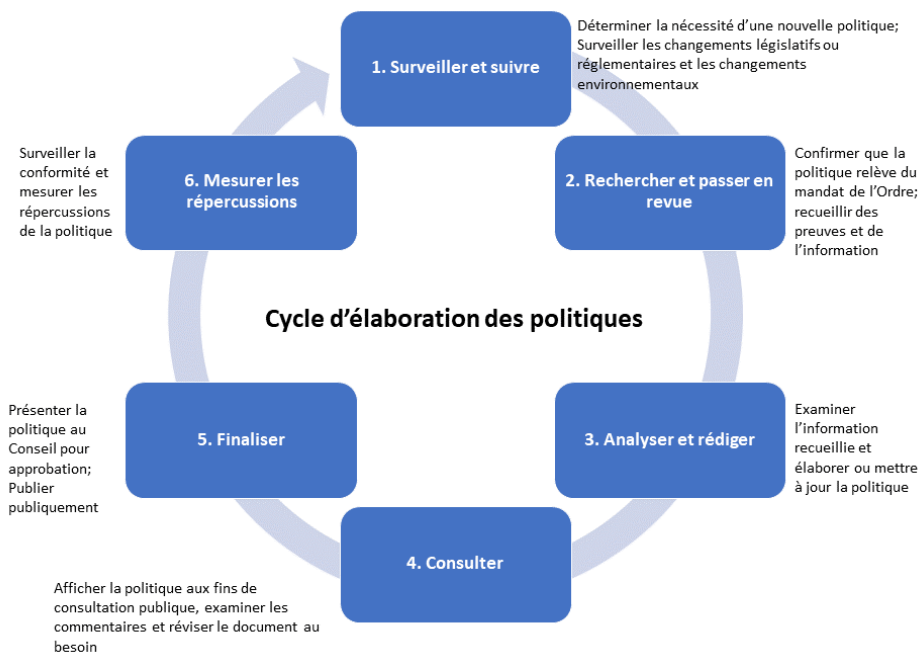 1. Surveiller et suivre
Déterminer la nécessité d'une nouvelle politique;
Surveiller les changements législatifs ou
réglementaires et les changements
environnementaux
2. Rechercher et passer en
revue
Confirmer que la
politique relève du
mandat de l'Ordre;
recueillir des
preuves et de
l'information
3. Analyser et rédiger
Examiner
l'information
recueillie et
élaborer ou mettre
à jour la politique
4. Consulter
Afficher la politique aux fins de
consultation publique, examiner les
commentaires et réviser le document au
besoin
5. Finaliser
Présenter la
politique au
Conseil pour
approbation;
Publier
publiquement
6. Mesurer les
répercussions
Surveiller la
conformité et
mesurer les
répercussions
de la politique
Cycle d'élaboration des politiques